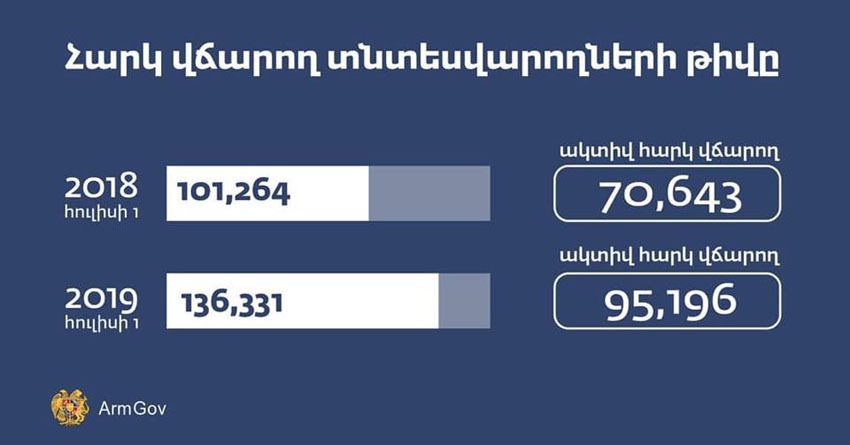 Հարկ վճարող տնտեսվարողների թիվը
ակտիվ հարկ վճարող
2018 101,264 70,643
հուլիսի 1
ակտիվ հարկ վճարող
2019 136,331 95,196
հուլիսի 1
ArmGov